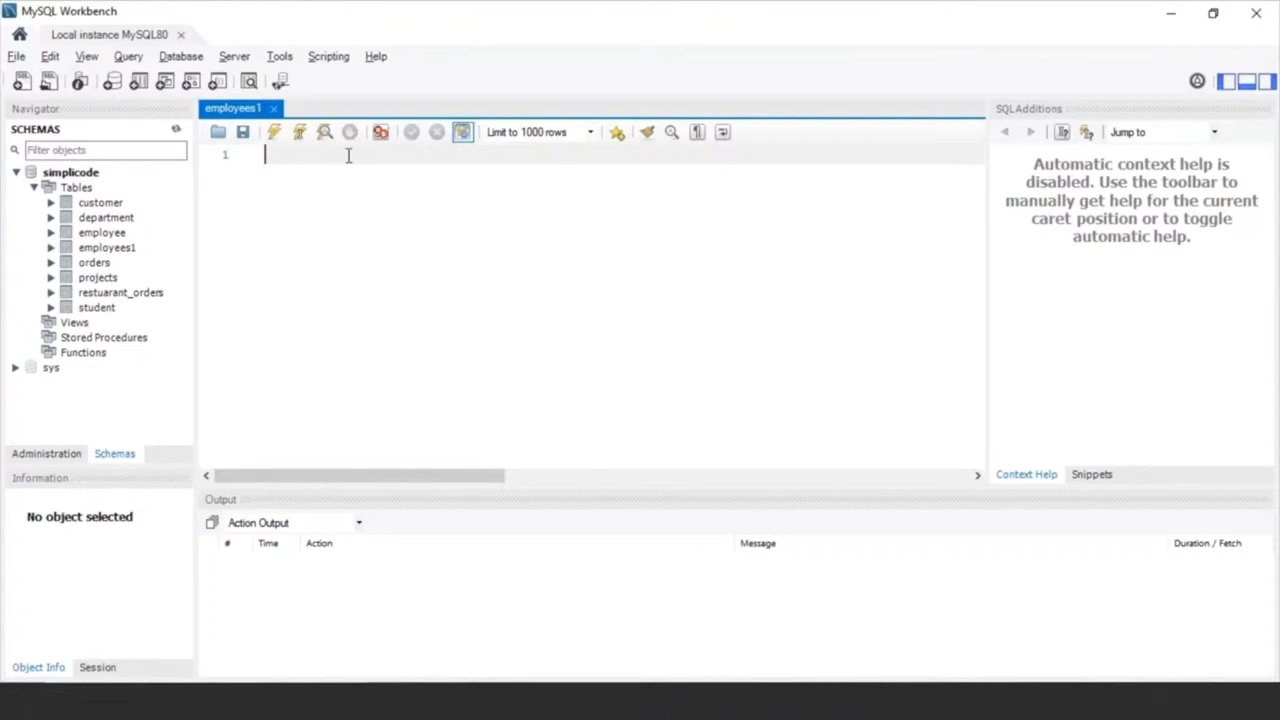 MySQL Workbench
Local instance MySQL80
File Edit View Query Database Server Tools Scripting Help
Navigator
SCHEMAS
Filter objects
simplicode
Tables
customer
department
employee
employees1
orders
projects
restuarant_orders
student
Views
Stored Procedures
Functions
sys
Administration Schemas
Information
No object selected
Object Info Session
employees1
Limit to 1000 rows
1
Output
Action Output
# Time Action Message Duration / Fetch
SQLAdditions
Jump to
Automatic context help is
disabled. Use the toolbar to
manually get help for the current
caret position or to toggle
automatic help.
Context Help Snippets